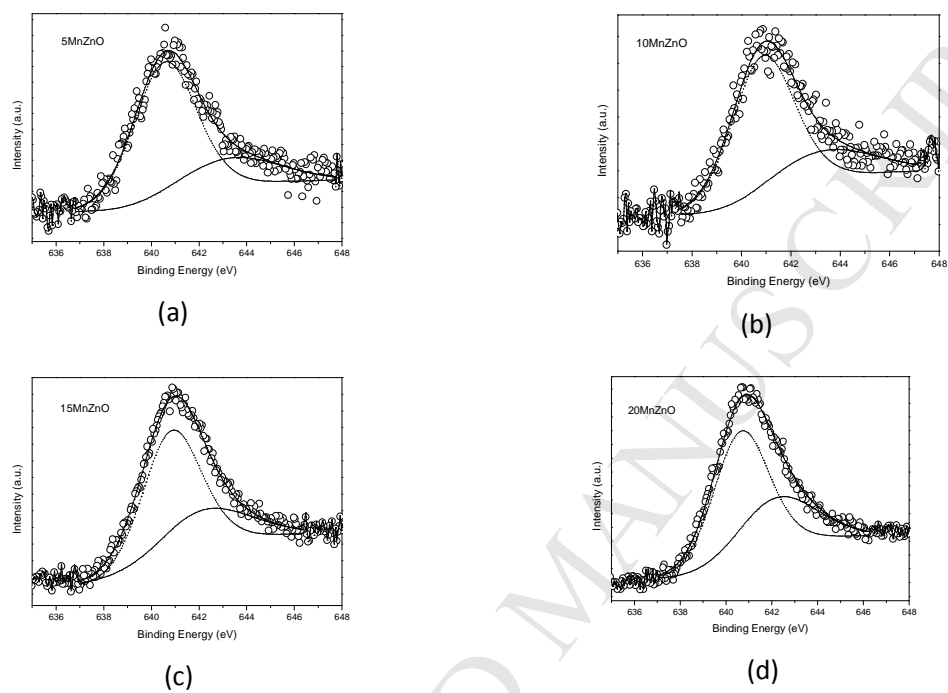 5MnZnO
Intensity (a.u.)
636 638 640 642 644 646 648
Binding Energy (eV)
(a)
10MnZnO
Intensity (a.u.)
636 638 640 642 644 646 648
Binding Energy (eV)
(b)
15MnZnO
Intensity (a.u.)
636 638 640 642 644 646 648
Binding Energy (eV)
(c)
20MnZnO
Intensity (a.u.)
636 638 640 642 644 646 648
Binding Energy (eV)
(d)
D MANUSCRIP